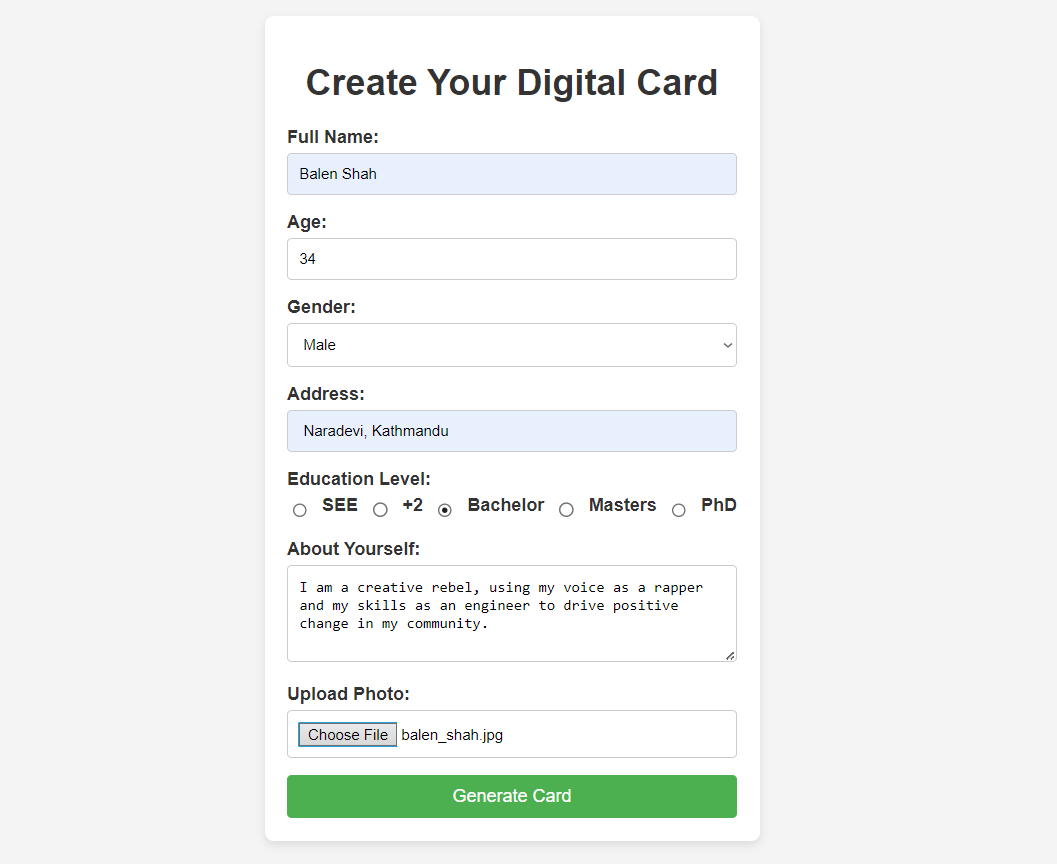 Create Your Digital Card
Full Name:
Balen Shah
Age:
34
Gender:
Male
Address:
Naradevi, Kathmandu
Education Level:
SEE +2 Bachelor Masters PhD
About Yourself:
I am a creative rebel, using my voice as a rapper
and my skills as an engineer to drive positive
change in my community.
Upload Photo:
Choose File balen_shah.jpg
Generate Card